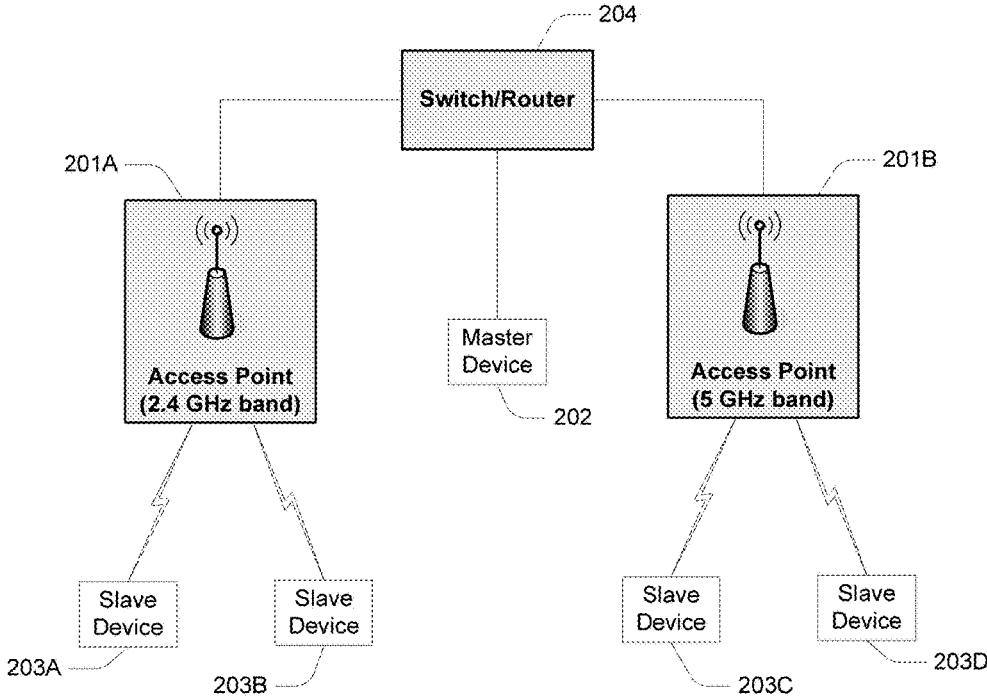 204
Switch/Router
201A
201B
Master
Device
202
Access Point
(2.4 GHz band)
Access Point
(5 GHz band)
Slave
Device
203A
Slave
Device
203B
Slave
Device
203C
Slave
Device
203D